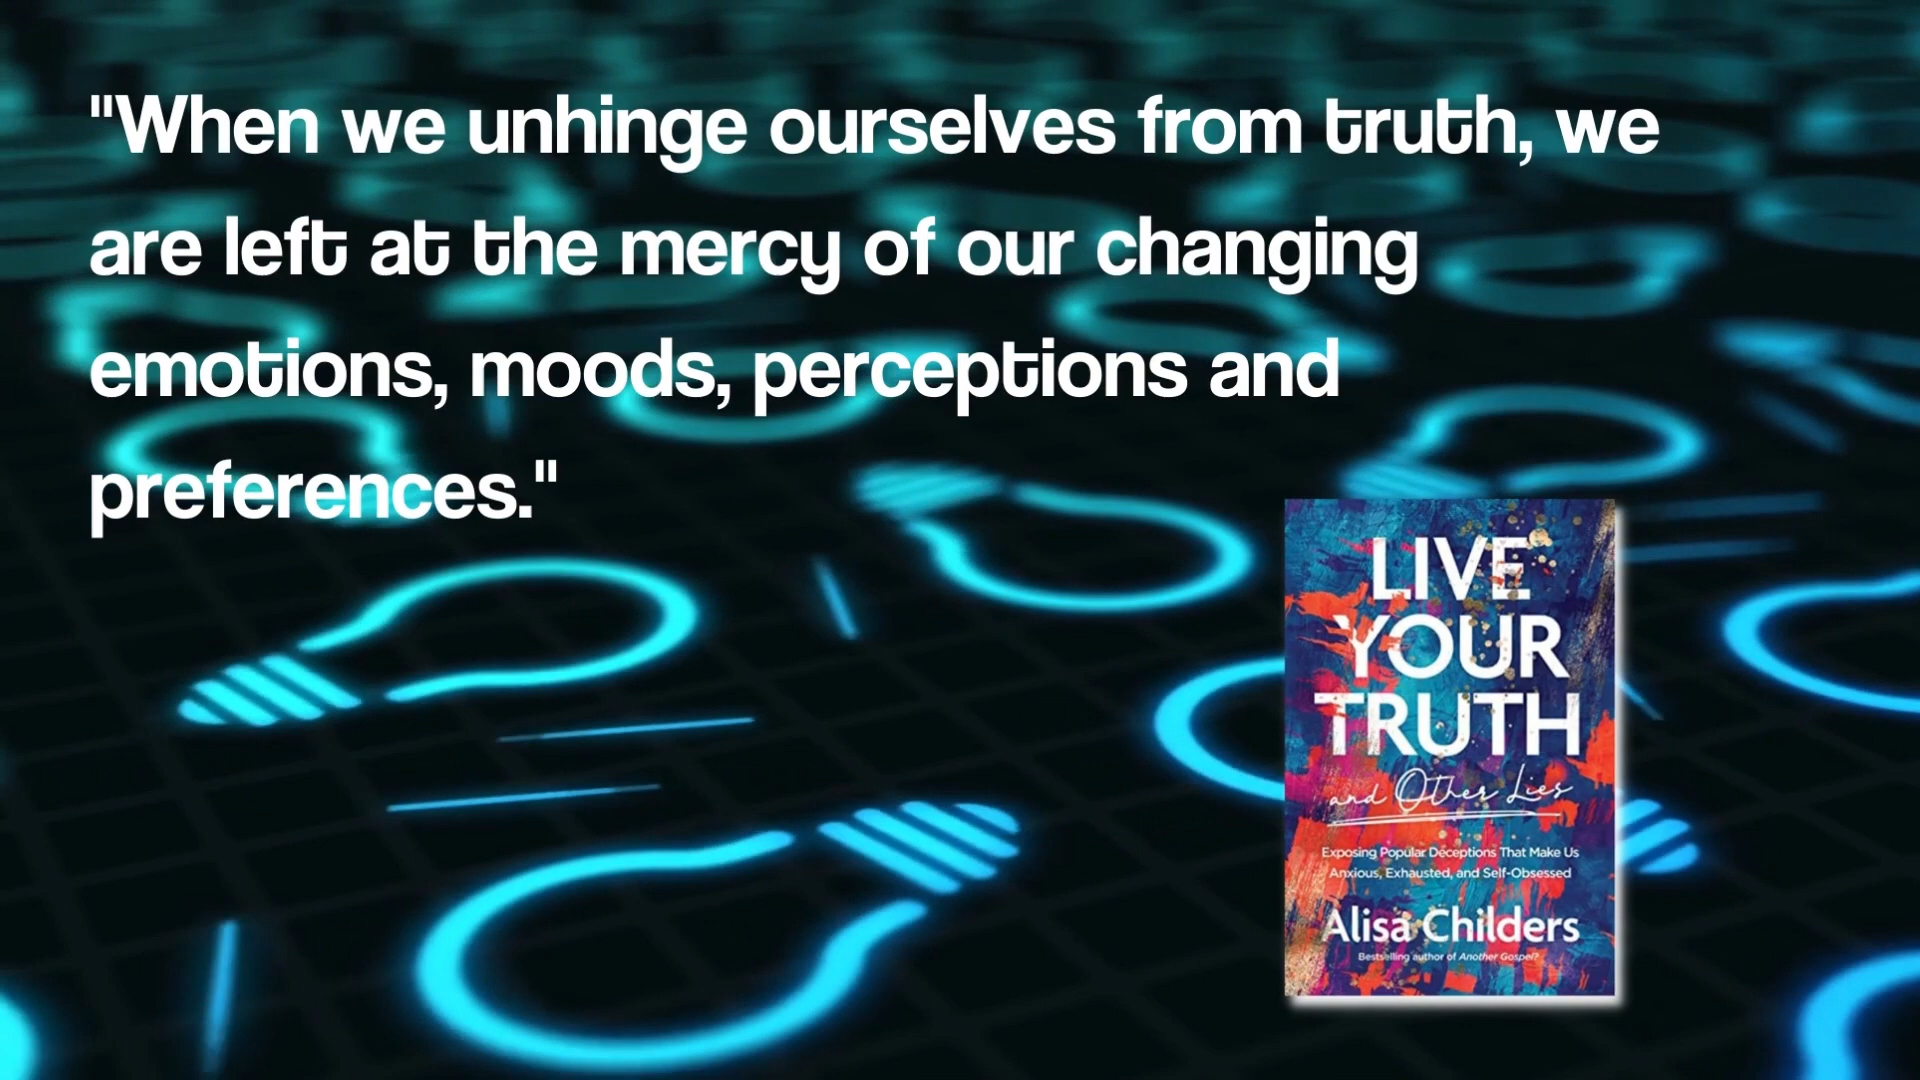 "When we unhinge ourselves from truth, we
are left at the mercy of our changing
emotions, moods, perceptions and
preferences."
LIVE
YOUR
TRUTH
and Other Lies
Exposing Popular Deceptions That Make Us
Anxious, Exhausted, and Self-Obsessed
Alisa Childers
Bestselling author of Another Gospel?